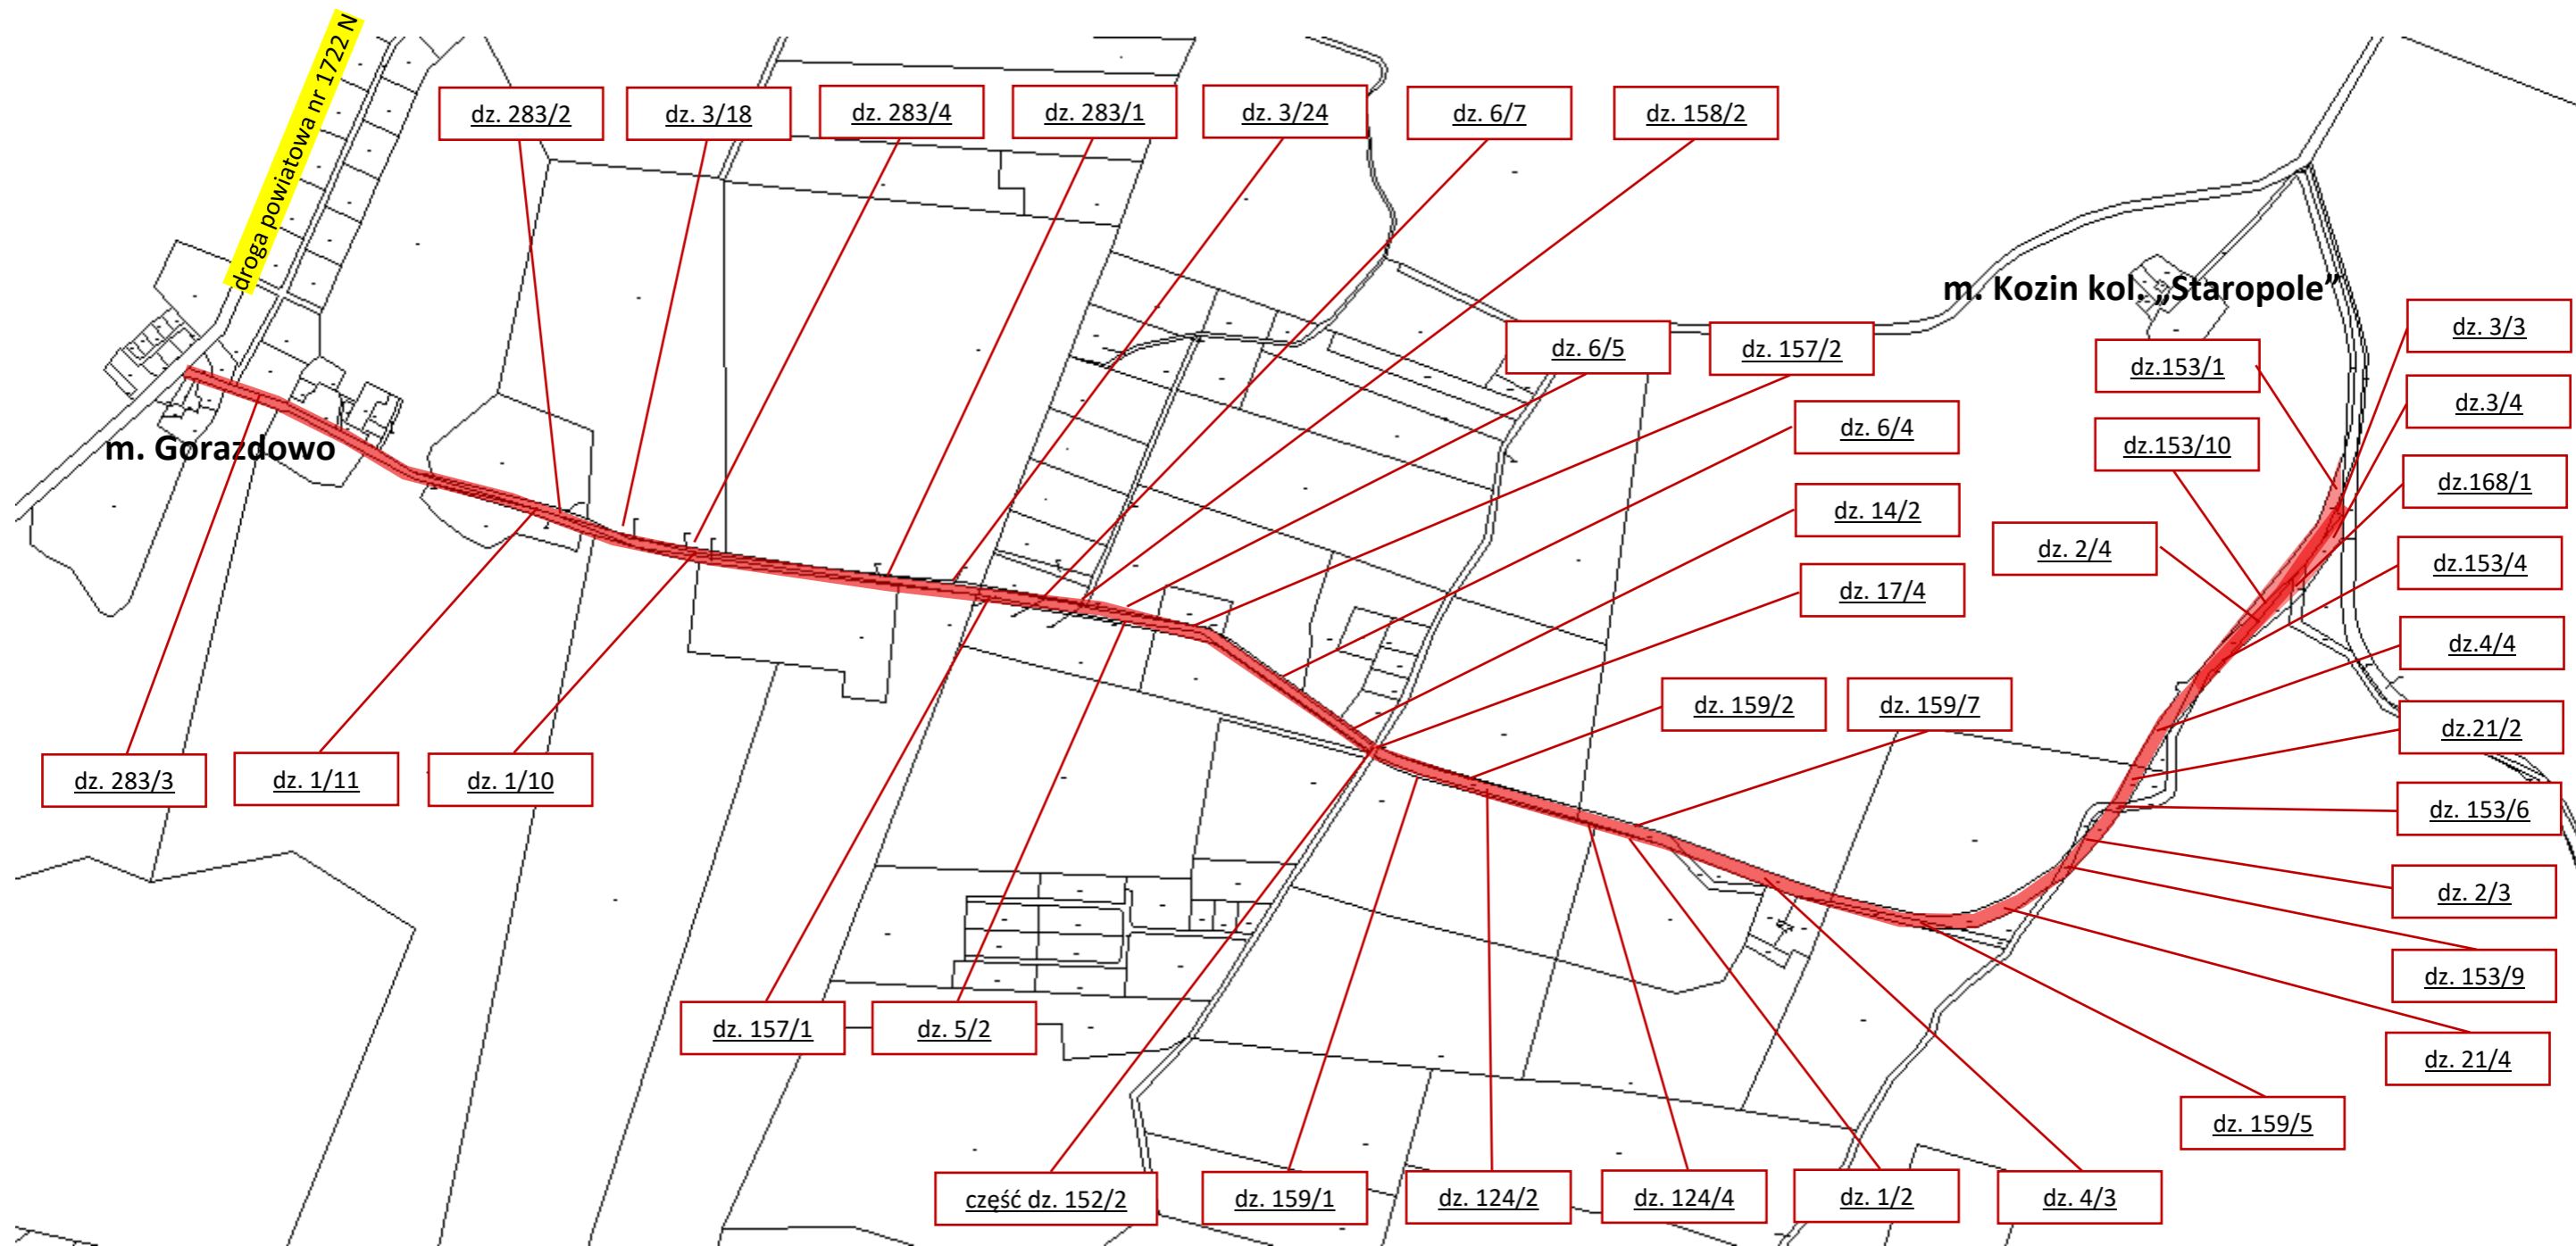 droga powiatowa nr 1722 N
dz. 283/2
dz. 3/18
dz. 283/4
dz. 283/1
dz. 3/24
dz. 6/7
dz. 158/2
m. Kozin kol. „Staropole”
dz. 3/3
dz. 6/5
dz. 157/2
dz.153/1
dz.3/4
dz. 6/4
dz.153/10
m. Gorazdowo
dz.168/1
dz. 14/2
dz. 2/4
dz.153/4
dz. 17/4
dz.4/4
dz. 159/2
dz. 159/7
dz.21/2
dz. 283/3
dz. 1/11
dz. 1/10
dz. 153/6
dz. 2/3
dz. 153/9
dz. 157/1
dz. 5/2
dz. 21/4
dz. 159/5
część dz. 152/2
dz. 159/1
dz. 124/2
dz. 124/4
dz. 1/2
dz. 4/3